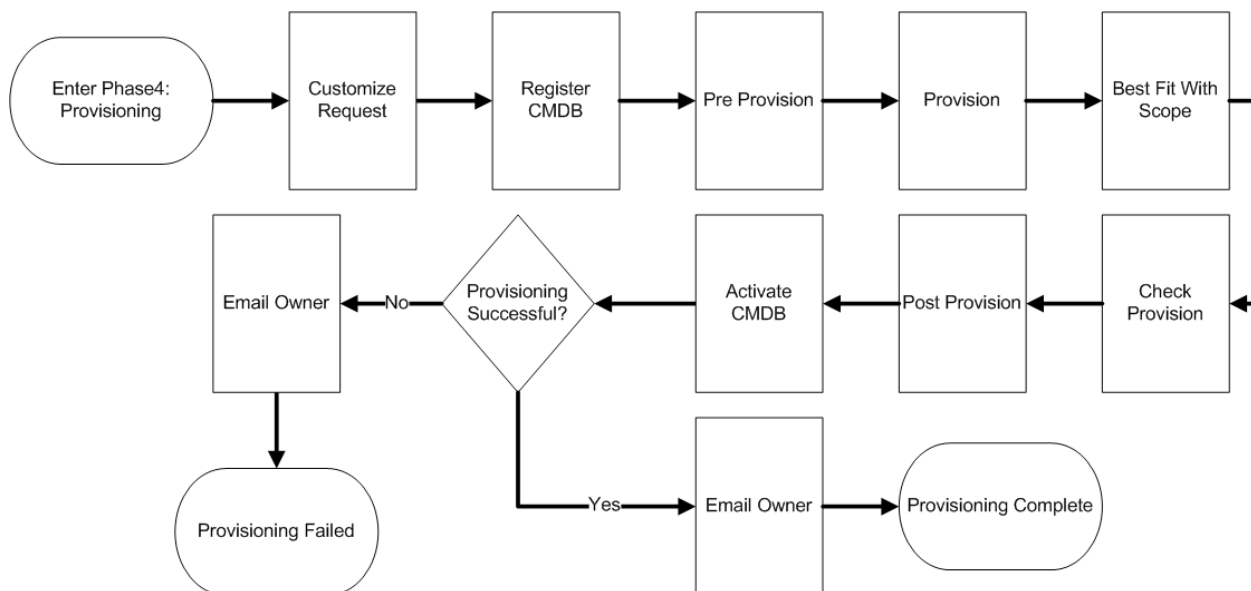 Enter Phase4:
Provisioning
Customize
Request
Register
CMDB
Pre Provision
Provision
Best Fit With
Scope
Email Owner
No
Provisioning
Successful?
Activate
CMDB
Post Provision
Check
Provision
Provisioning Failed
Yes
Email Owner
Provisioning Complete